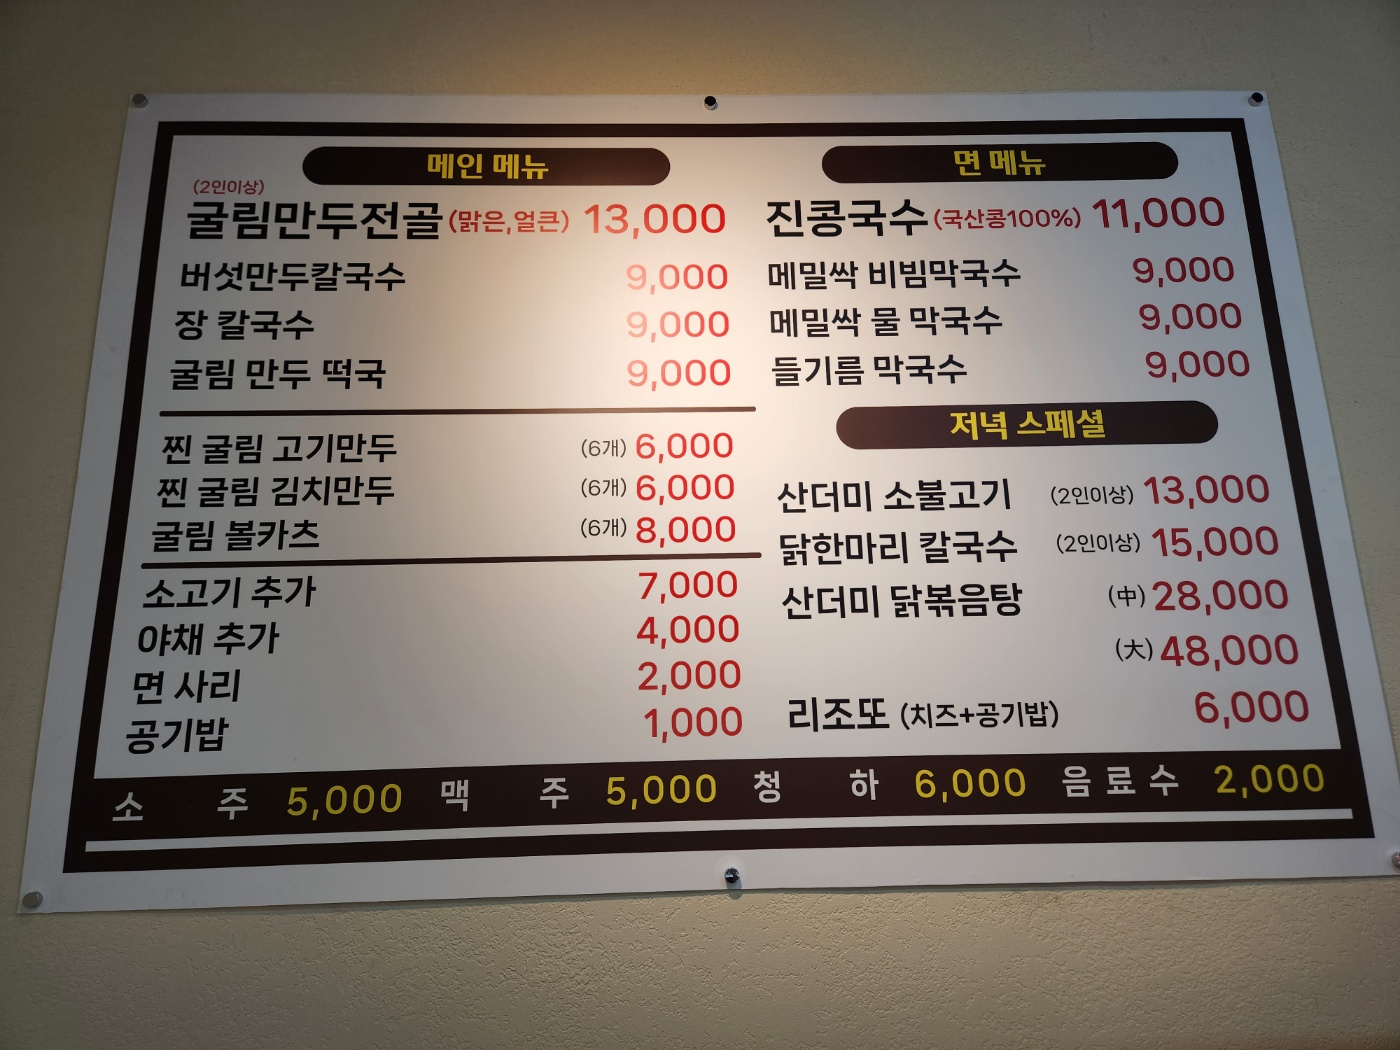 메인 메뉴
(2인이상)
굴림만두전골 (맑은,얼큰) 13,000
버섯만두칼국수 9,000
장 칼국수 9,000
굴림 만두 떡국 9,000
찐 굴림 고기만두 (6개) 6,000
찐 굴림 김치만두 (6개) 6,000
굴림 볼카츠 (6개) 8,000
소고기 추가 7,000
야채 추가 4,000
면 사리 2,000
공기밥 1,000
면 메뉴
진콩국수 (국산콩100%) 11,000
메밀싹 비빔막국수 9,000
메밀싹 물 막국수 9,000
들기름 막국수 9,000
저녁 스페셜
산더미 소불고기 (2인이상) 13,000
닭한마리 칼국수 (2인이상) 15,000
산더미 닭볶음탕 (中) 28,000
(大) 48,000
리조또 (치즈+공기밥) 6,000
소 주 5,000 맥 주 5,000 청 하 6,000 음료수 2,000